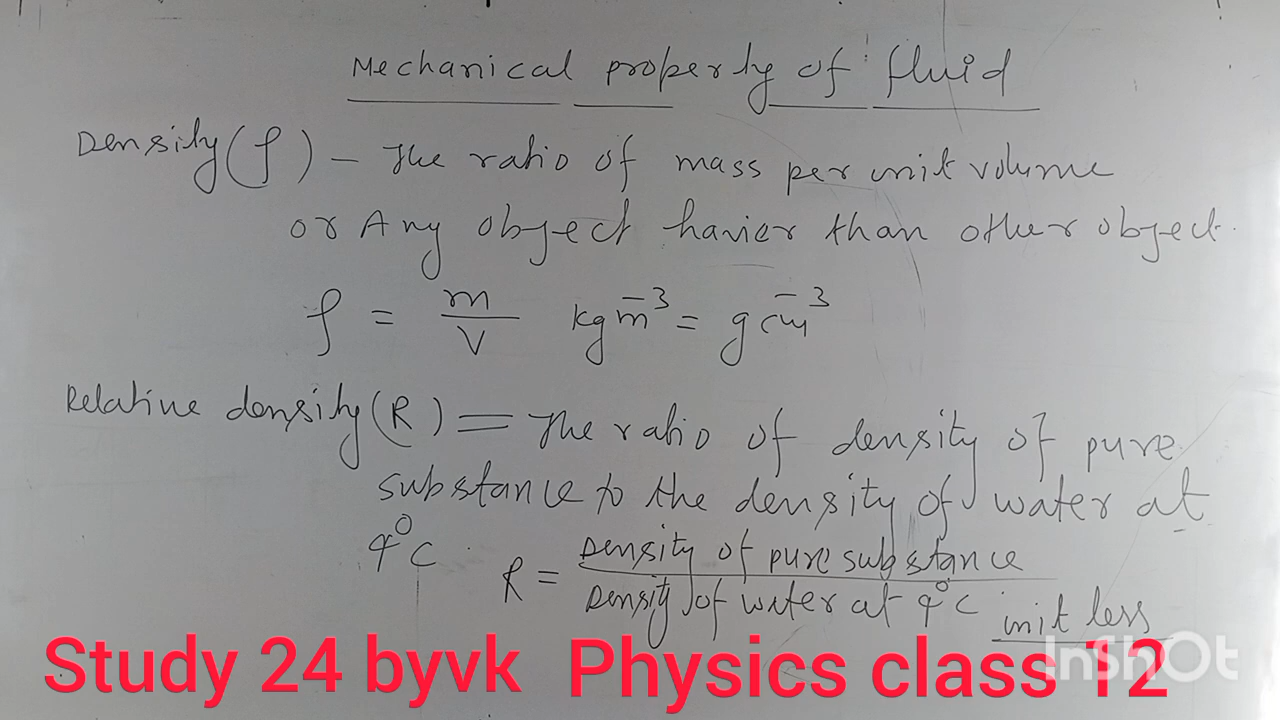 Mechanical property of fluid
Density (ρ) - The ratio of mass per unit volume
or Any object havier than other object.
ρ = m/V kg m⁻³ = g cm⁻³
Relative density (R) = The ratio of density of pure
substance to the density of water at
4°C R = Density of pure substance / Density of water at 4°C unit less
Study 24 byvk Physics class 12
InShOt